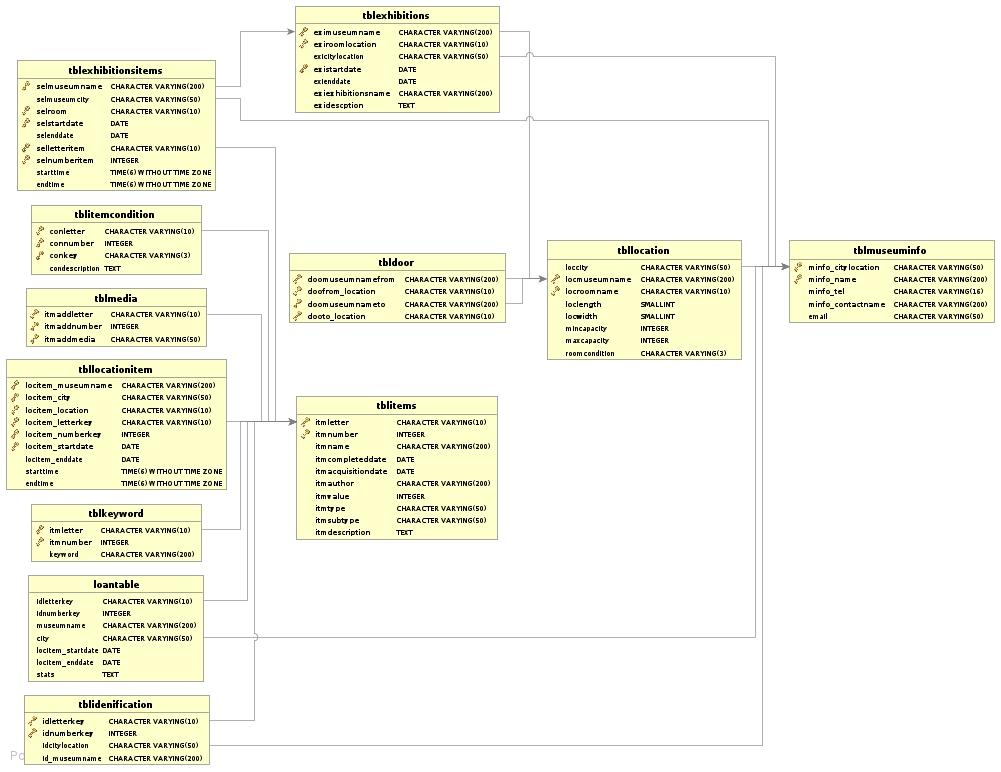 tblexhibitions
eximuseumname CHARACTER VARYING(200)
exiroomlocation CHARACTER VARYING(10)
exicitylocation CHARACTER VARYING(50)
existartdate DATE
exienddate DATE
exiexhibitionsname CHARACTER VARYING(200)
exidescption TEXT
tblexhibitionsitems
selmuseumname CHARACTER VARYING(200)
selmuseumcity CHARACTER VARYING(50)
selroom CHARACTER VARYING(10)
selstartdate DATE
selenddate DATE
selletteritem CHARACTER VARYING(10)
selnumberitem INTEGER
starttime TIME(6) WITHOUT TIME ZONE
endtime TIME(6) WITHOUT TIME ZONE
tblitemcondition
conletter CHARACTER VARYING(10)
connumber INTEGER
conkey CHARACTER VARYING(3)
condescription TEXT
tbldoor
doomuseumnamefrom CHARACTER VARYING(200)
doofrom_location CHARACTER VARYING(10)
doomuseumnameto CHARACTER VARYING(200)
dooto_location CHARACTER VARYING(10)
tbllocation
loccity CHARACTER VARYING(50)
locmuseumname CHARACTER VARYING(200)
locroomname CHARACTER VARYING(10)
loclength SMALLINT
locwidth SMALLINT
mincapacity INTEGER
maxcapacity INTEGER
roomcondition CHARACTER VARYING(3)
tblmuseuminfo
minfo_citylocation CHARACTER VARYING(50)
minfo_name CHARACTER VARYING(200)
minfo_tel CHARACTER VARYING(16)
minfo_contactname CHARACTER VARYING(200)
email CHARACTER VARYING(50)
tblmedia
itmaddletter CHARACTER VARYING(10)
itmaddnumber INTEGER
itmaddmedia CHARACTER VARYING(50)
tbllocationitem
locitem_museumname CHARACTER VARYING(200)
locitem_city CHARACTER VARYING(50)
locitem_location CHARACTER VARYING(10)
locitem_letterkey CHARACTER VARYING(10)
locitem_numberkey INTEGER
locitem_startdate DATE
locitem_enddate DATE
starttime TIME(6) WITHOUT TIME ZONE
endtime TIME(6) WITHOUT TIME ZONE
tblitems
itmletter CHARACTER VARYING(10)
itmnumber INTEGER
itmname CHARACTER VARYING(200)
itmcompleteddate DATE
itmacquisitiondate DATE
itmauthor CHARACTER VARYING(200)
itmvalue INTEGER
itmtype CHARACTER VARYING(50)
itmsubtype CHARACTER VARYING(50)
itmdescription TEXT
tblkeyword
itmletter CHARACTER VARYING(10)
itmnumber INTEGER
keyword CHARACTER VARYING(200)
loantable
idletterkey CHARACTER VARYING(10)
idnumberkey INTEGER
museumname CHARACTER VARYING(200)
city CHARACTER VARYING(50)
locitem_startdate DATE
locitem_enddate DATE
stats TEXT
tblidenification
idletterkey CHARACTER VARYING(10)
idnumberkey INTEGER
idcitylocation CHARACTER VARYING(50)
id_museumname CHARACTER VARYING(200)